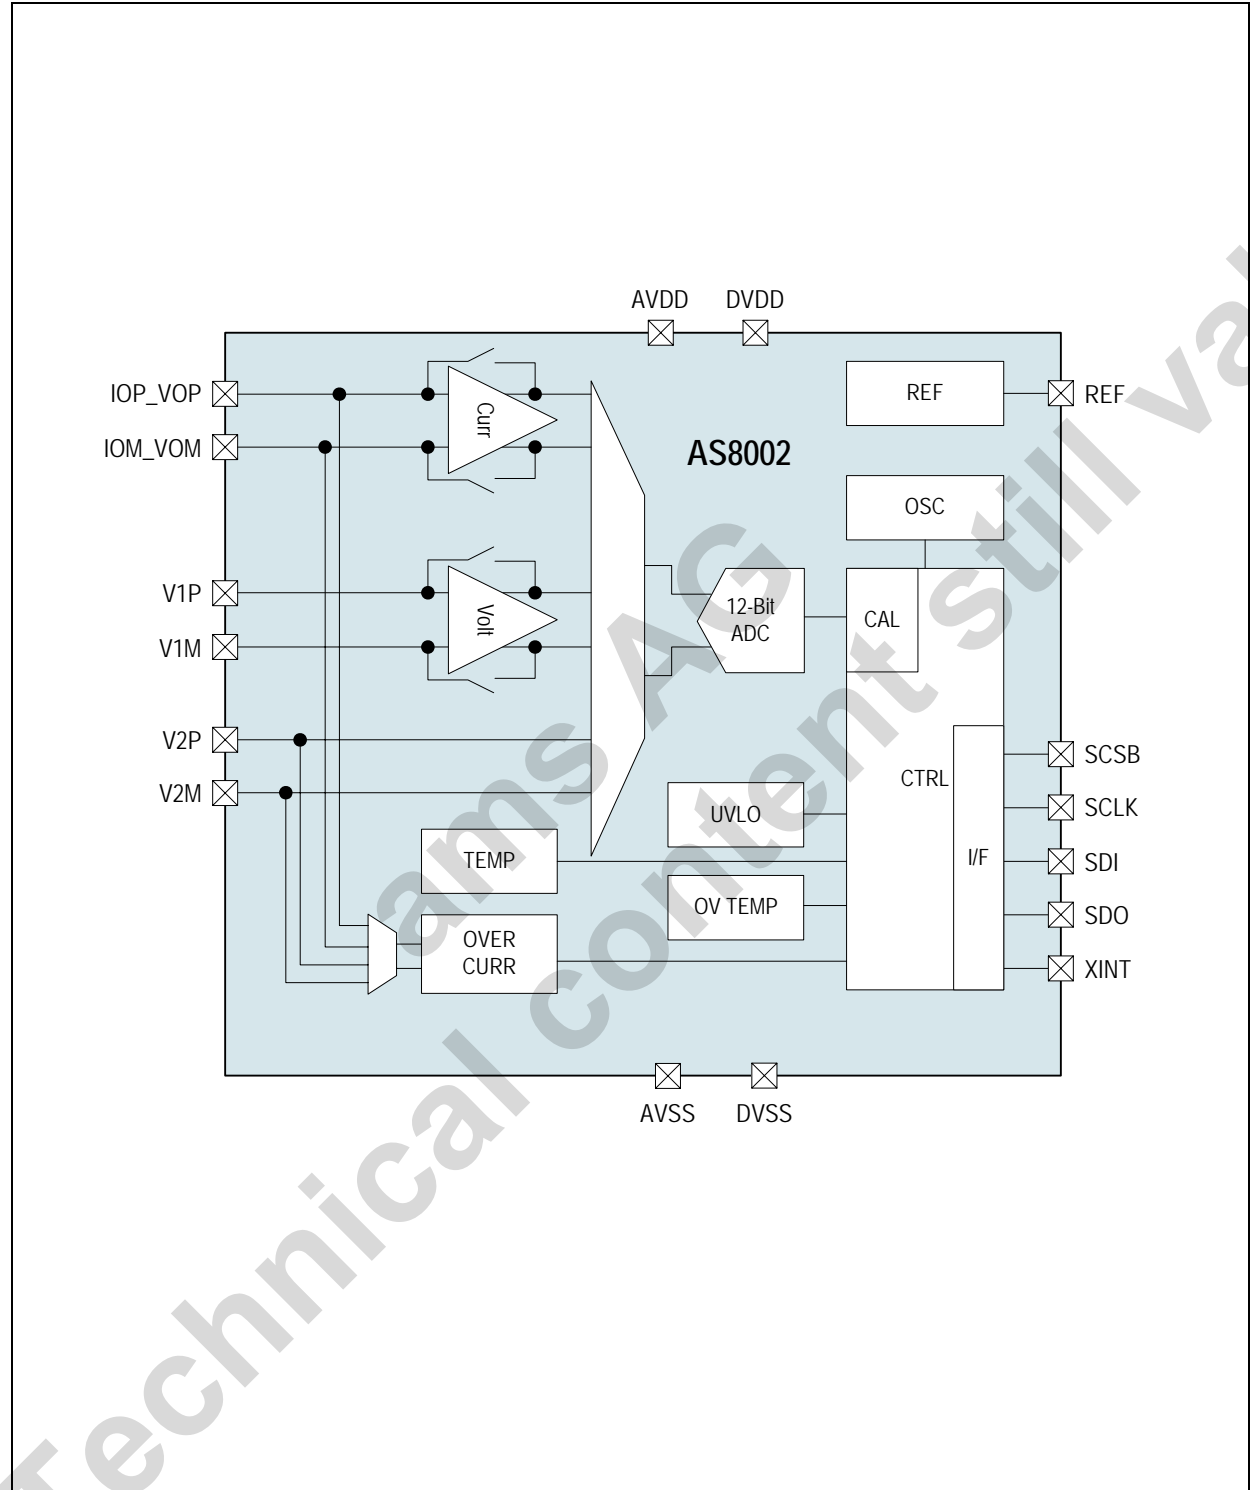 AVDD DVDD
IOP_VOP
Curr
REF
REF
IOM_VOM
AS8002
OSC
V1P
Volt
12-Bit
ADC
CAL
V1M
V2P
V2M
CTRL
SCSB
UVLO
SCLK
TEMP
I/F
SDI
OV TEMP
SDO
OVER
CURR
XINT
AVSS DVSS
ams AG
Technical content still val